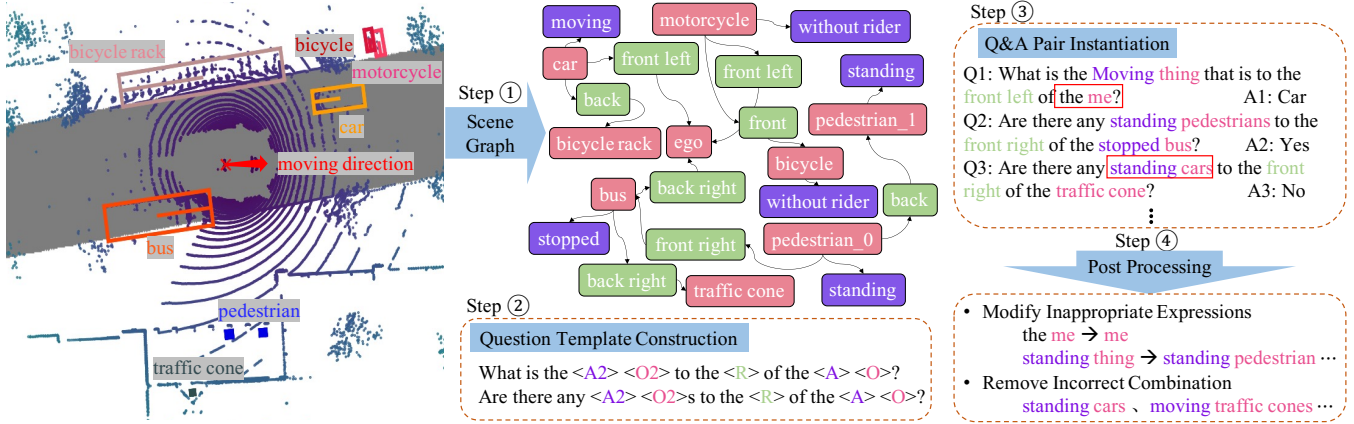 bicycle rack
bicycle
motorcycle
car
moving direction
bus
pedestrian
traffic cone
Step ①
Scene
Graph
moving
motorcycle
without rider
car
front left
front left
standing
back
front
pedestrian_1
bicycle rack
ego
bicycle
bus
back right
without rider
back
stopped
front right
pedestrian_0
back right
traffic cone
standing
Step ②
Question Template Construction
What is the <A2> <O2> to the <R> of the <A> <O>?
Are there any <A2> <O2>s to the <R> of the <A> <O>?
Step ③
Q&A Pair Instantiation
Q1: What is the Moving thing that is to the
front left of the me? A1: Car
Q2: Are there any standing pedestrians to the
front right of the stopped bus? A2: Yes
Q3: Are there any standing cars to the front
right of the traffic cone? A3: No
⋮
Step ④
Post Processing
• Modify Inappropriate Expressions
the me → me
standing thing → standing pedestrian ···
• Remove Incorrect Combination
standing cars 、moving traffic cones ···